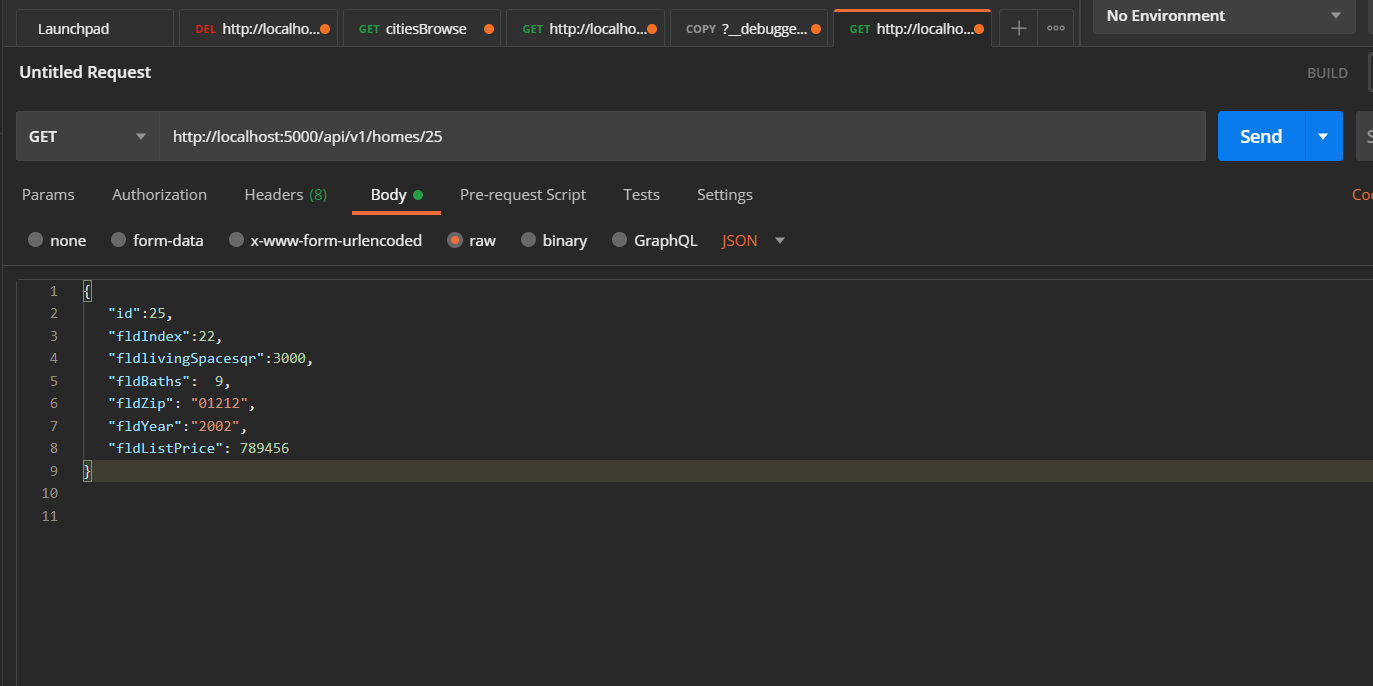 Launchpad DEL http://localho... GET citiesBrowse GET http://localho... COPY ?__debugge... GET http://localho... No Environment
Untitled Request BUILD
GET http://localhost:5000/api/v1/homes/25 Send
Params Authorization Headers (8) Body Pre-request Script Tests Settings
none form-data x-www-form-urlencoded raw binary GraphQL JSON
1 {
2 "id":25,
3 "fldIndex":22,
4 "fldlivingSpacesqr":3000,
5 "fldBaths":  9,
6 "fldZip": "01212",
7 "fldYear":"2002",
8 "fldListPrice": 789456
9 }
10
11